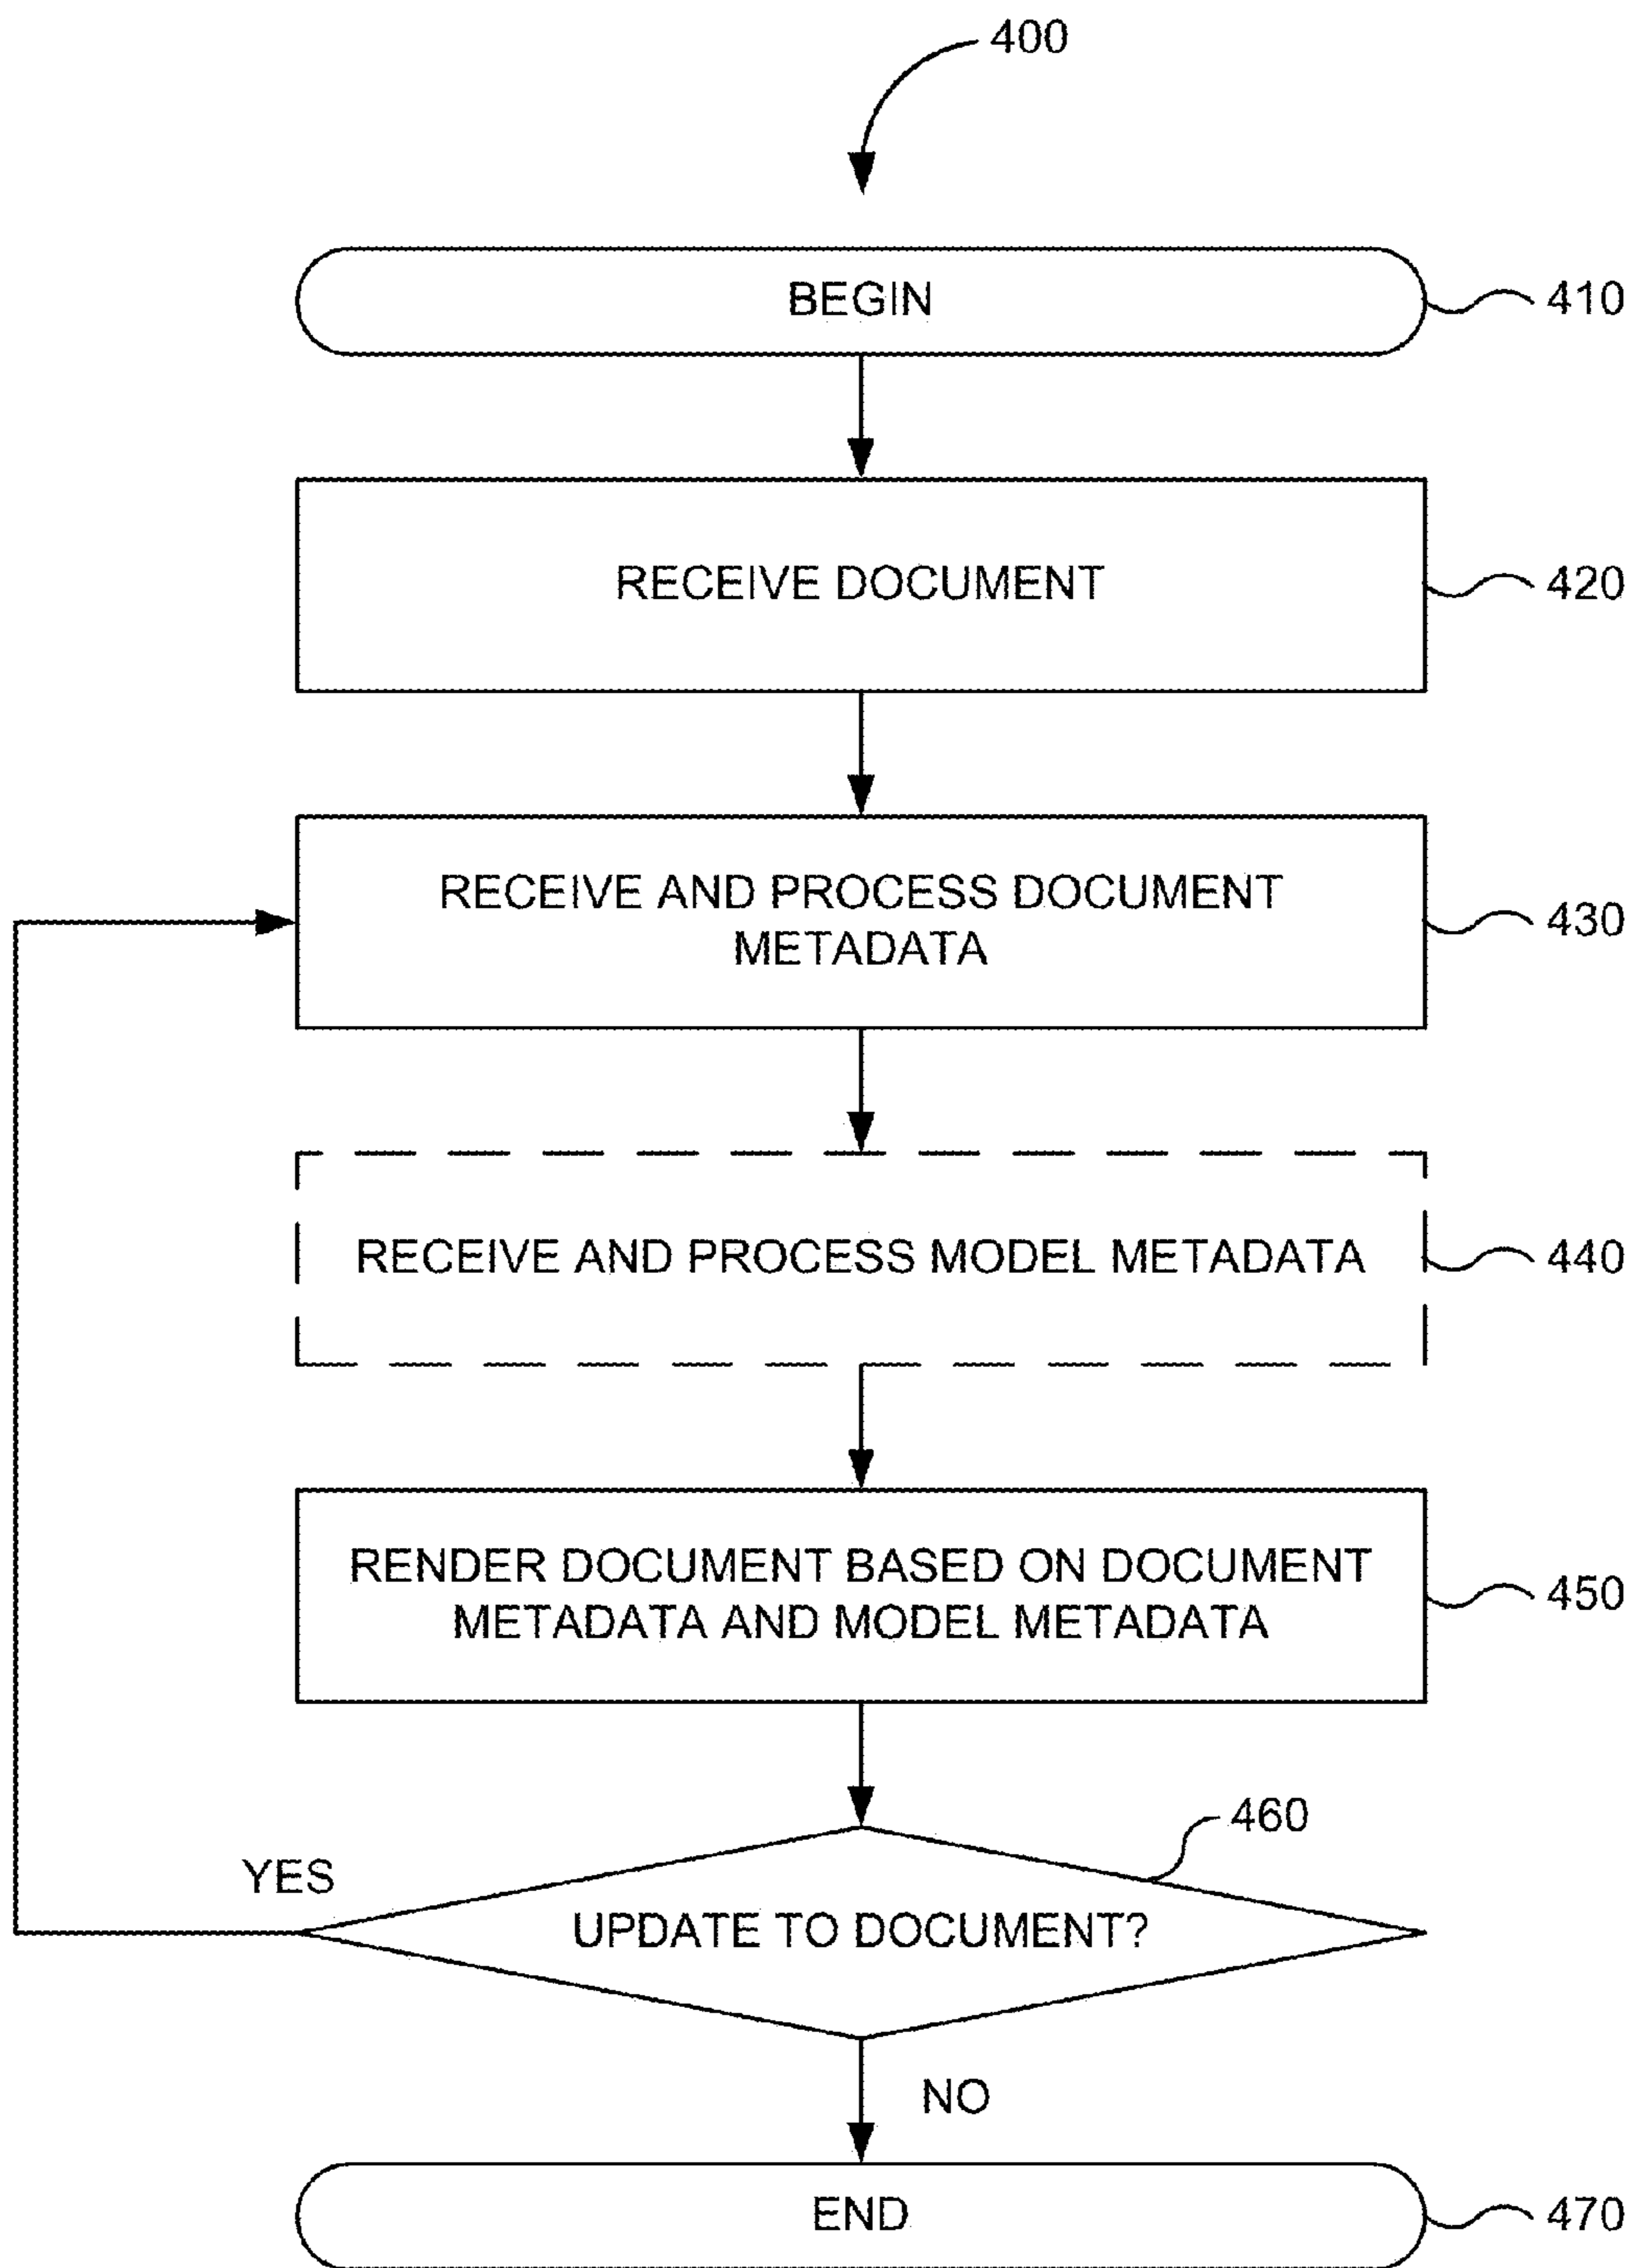 400
BEGIN
410
RECEIVE DOCUMENT
420
RECEIVE AND PROCESS DOCUMENT
METADATA
430
RECEIVE AND PROCESS MODEL METADATA
440
RENDER DOCUMENT BASED ON DOCUMENT
METADATA AND MODEL METADATA
450
460
YES
UPDATE TO DOCUMENT?
NO
END
470